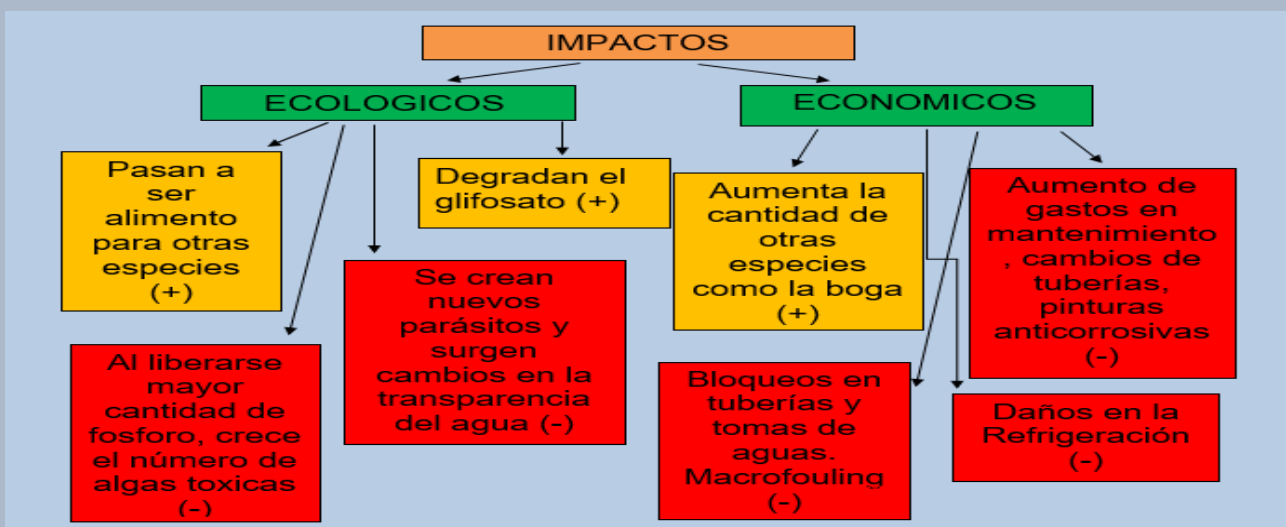 IMPACTOS
ECOLOGICOS
ECONOMICOS
Pasan a
ser
alimento
para otras
especies
(+)
Degradan el
glifosato (+)
Aumenta la
cantidad de
otras
especies
como la boga
(+)
Aumento de
gastos en
mantenimiento
, cambios de
tuberías,
pinturas
anticorrosivas
(-)
Se crean
nuevos
parásitos y
surgen
cambios en la
transparencia
del agua (-)
Al liberarse
mayor
cantidad de
fosforo, crece
el número de
algas toxicas
(-)
Bloqueos en
tuberías y
tomas de
aguas.
Macrofouling
(-)
Daños en la
Refrigeración
(-)